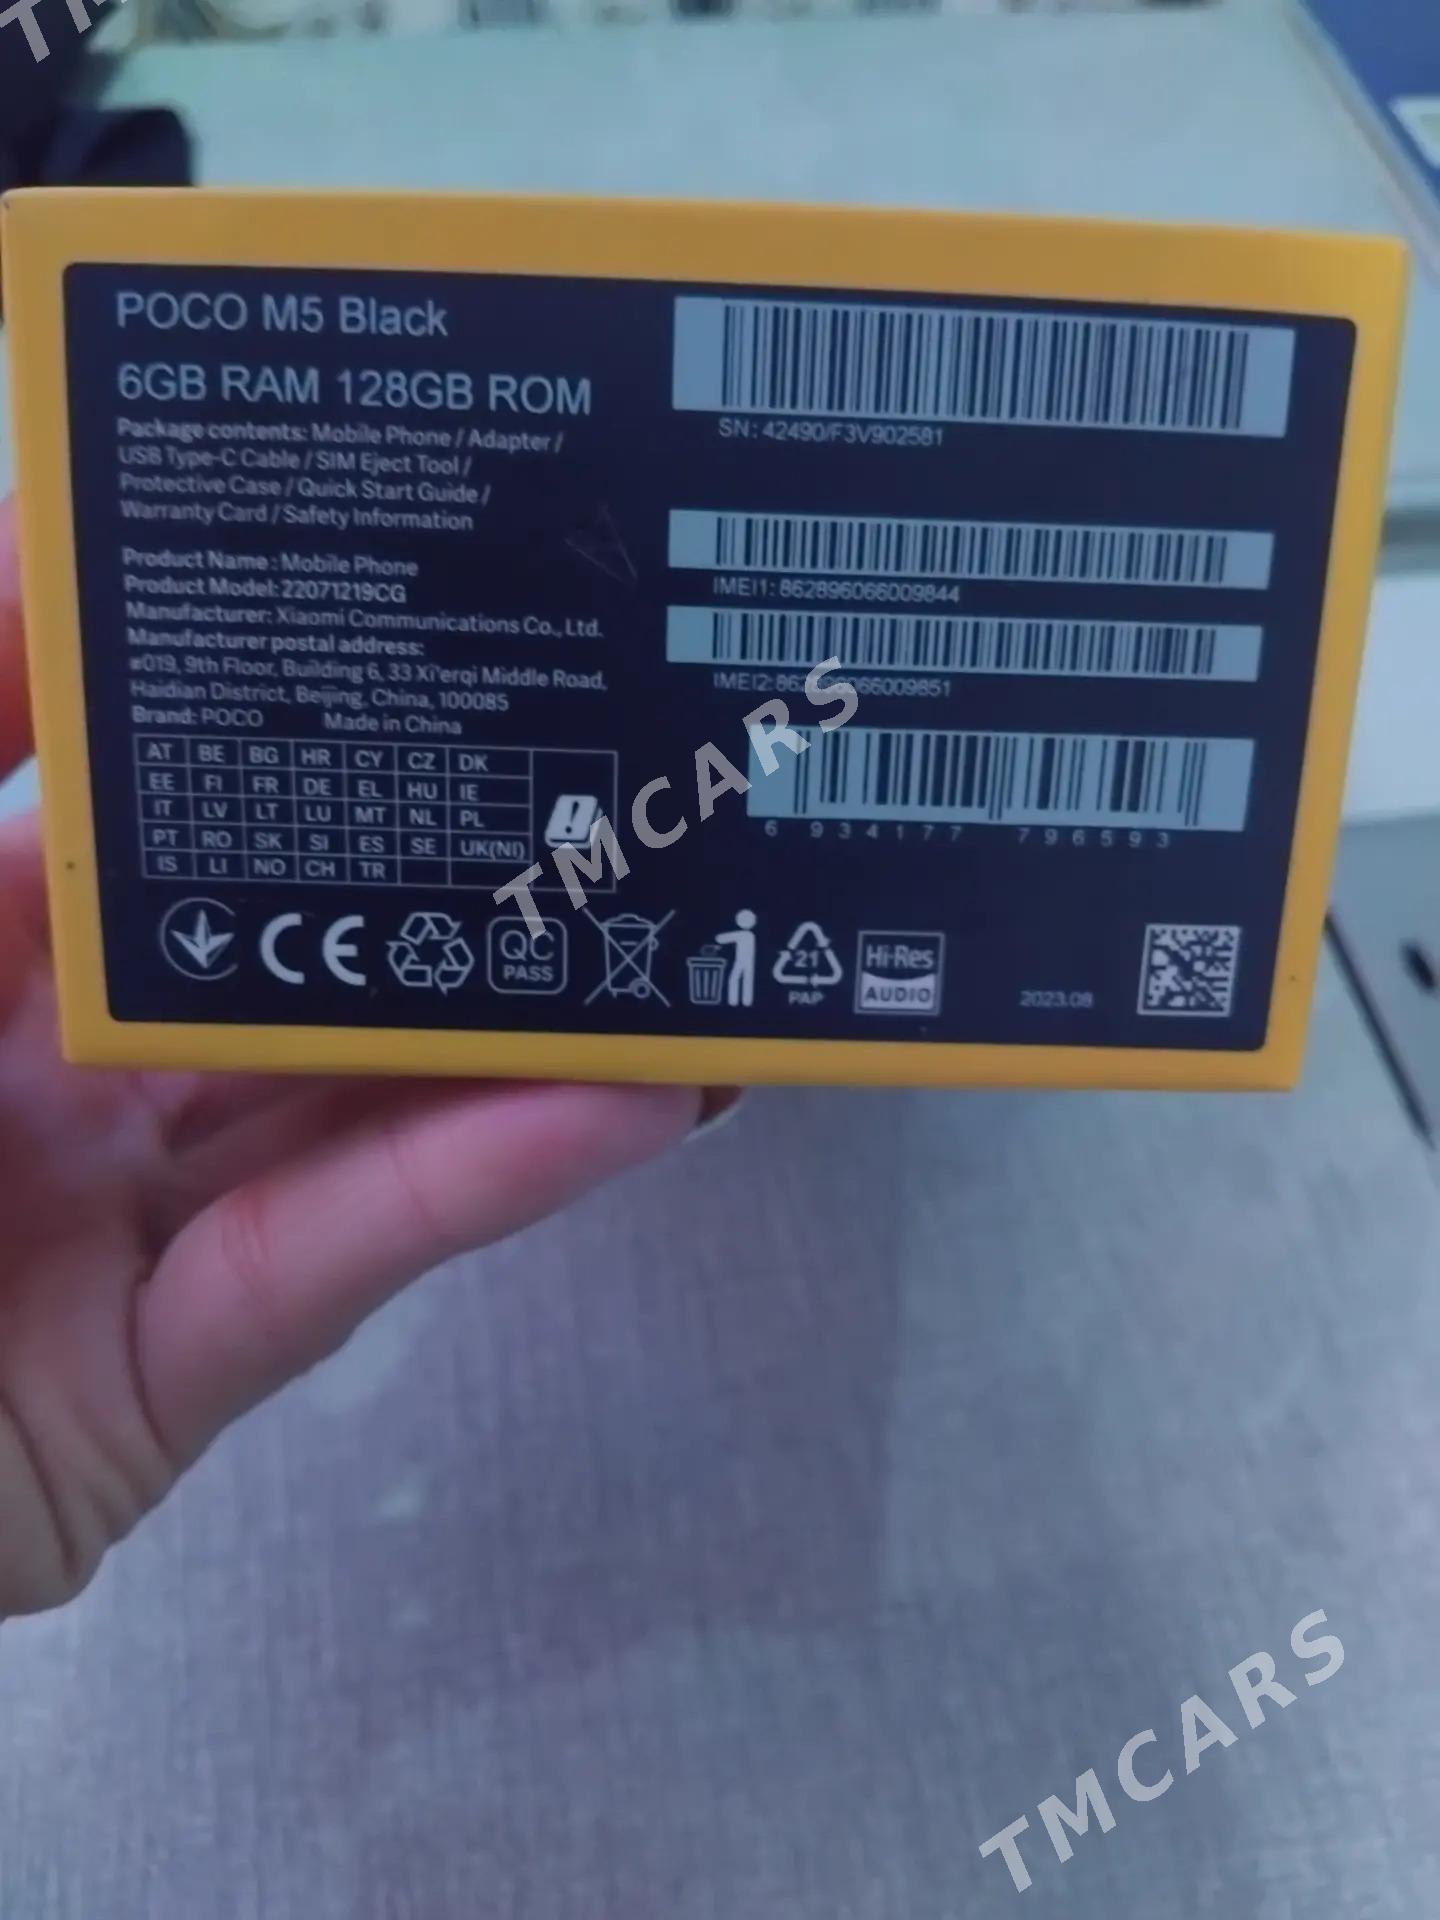 POCO M5 Black
6GB RAM 128GB ROM
Package contents: Mobile Phone / Adapter /
USB Type-C Cable / SIM Eject Tool /
Protective Case / Quick Start Guide /
Warranty Card / Safety Information
Product Name: Mobile Phone
Product Model: 22071219CG
Manufacturer: Xiaomi Communications Co., Ltd.
Manufacturer postal address:
#019, 9th Floor, Building 6, 33 Xi'erqi Middle Road,
Haidian District, Beijing, China, 100085
Brand: POCO Made in China
AT BE BG HR CY CZ DK
EE FI FR DE EL HU IE
IT LV LT LU MT NL PL
PT RO SK SI ES SE UK(NI)
IS LI NO CH TR
SN: 42490/F3V902581
IMEI1: 862896066009844
IMEI2: 862896066009851
6 934177 796593
CE
QC
PASS
21
PAP
Hi-Res
AUDIO
2023.08
TMCARS
TMCARS